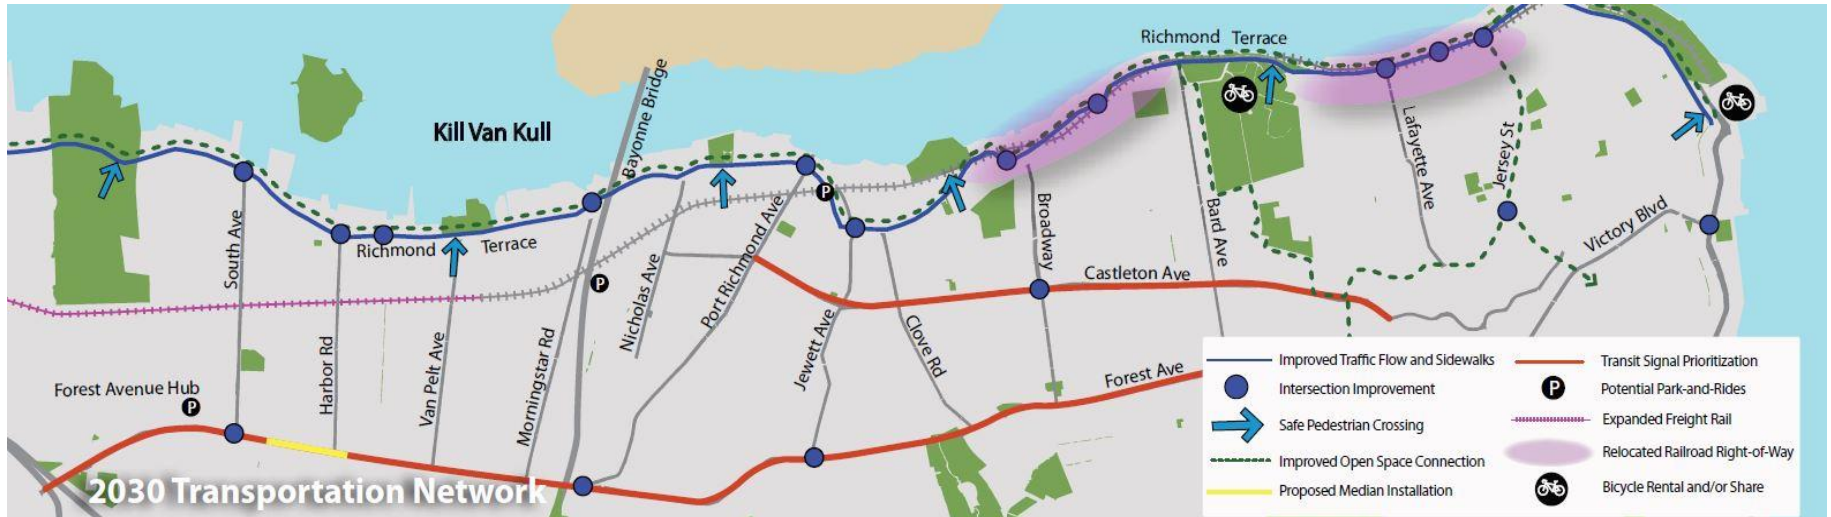 Richmond Terrace
Kill Van Kull
Bayonne Bridge
P
South Ave
Richmond Terrace
Port Richmond Ave
Broadway
Bard Ave
Lafayette Ave
Jersey St
Victory Blvd
Castleton Ave
P
Nicholas Ave
Harbor Rd
Van Pelt Ave
Morningstar Rd
Jewett Ave
Clove Rd
Forest Ave
Forest Avenue Hub
P
2030 Transportation Network
Improved Traffic Flow and Sidewalks
Intersection Improvement
Safe Pedestrian Crossing
Improved Open Space Connection
Proposed Median Installation
Transit Signal Prioritization
P
Potential Park-and-Rides
Expanded Freight Rail
Relocated Railroad Right-of-Way
Bicycle Rental and/or Share